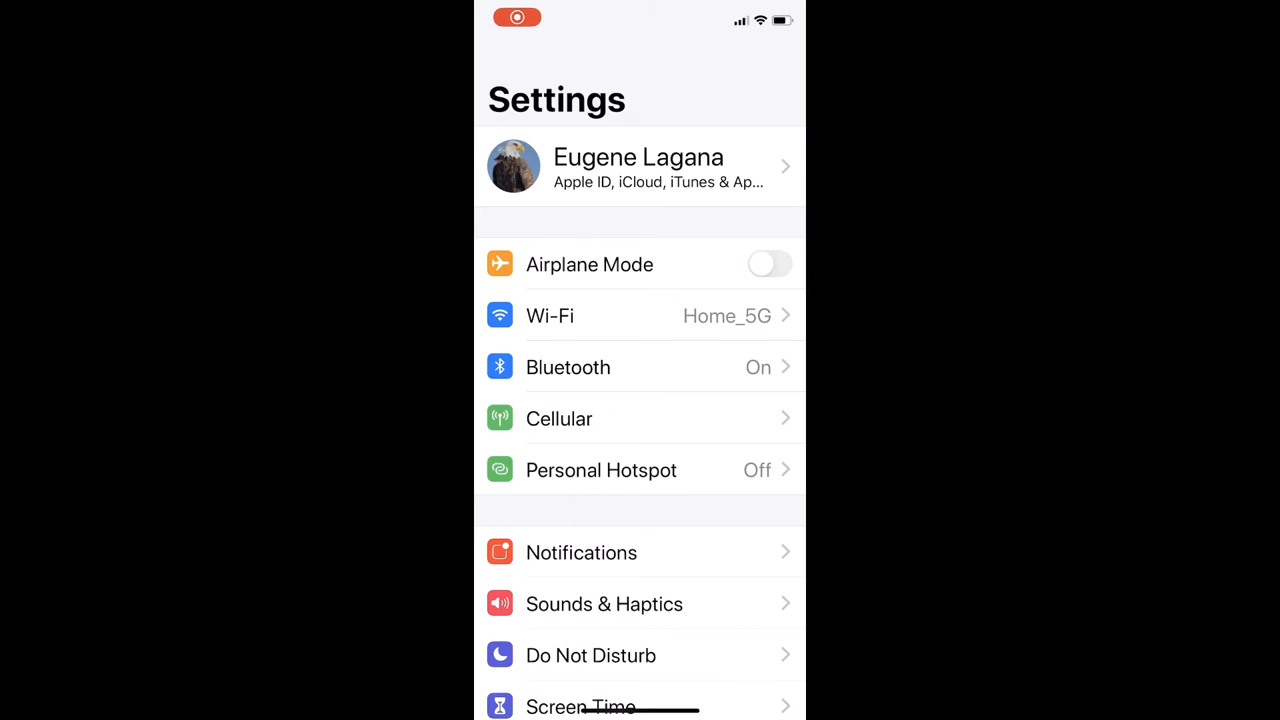 Settings
Eugene Lagana
Apple ID, iCloud, iTunes & Ap...
Airplane Mode
Wi-Fi Home_5G
Bluetooth On
Cellular
Personal Hotspot Off
Notifications
Sounds & Haptics
Do Not Disturb
Screen Time